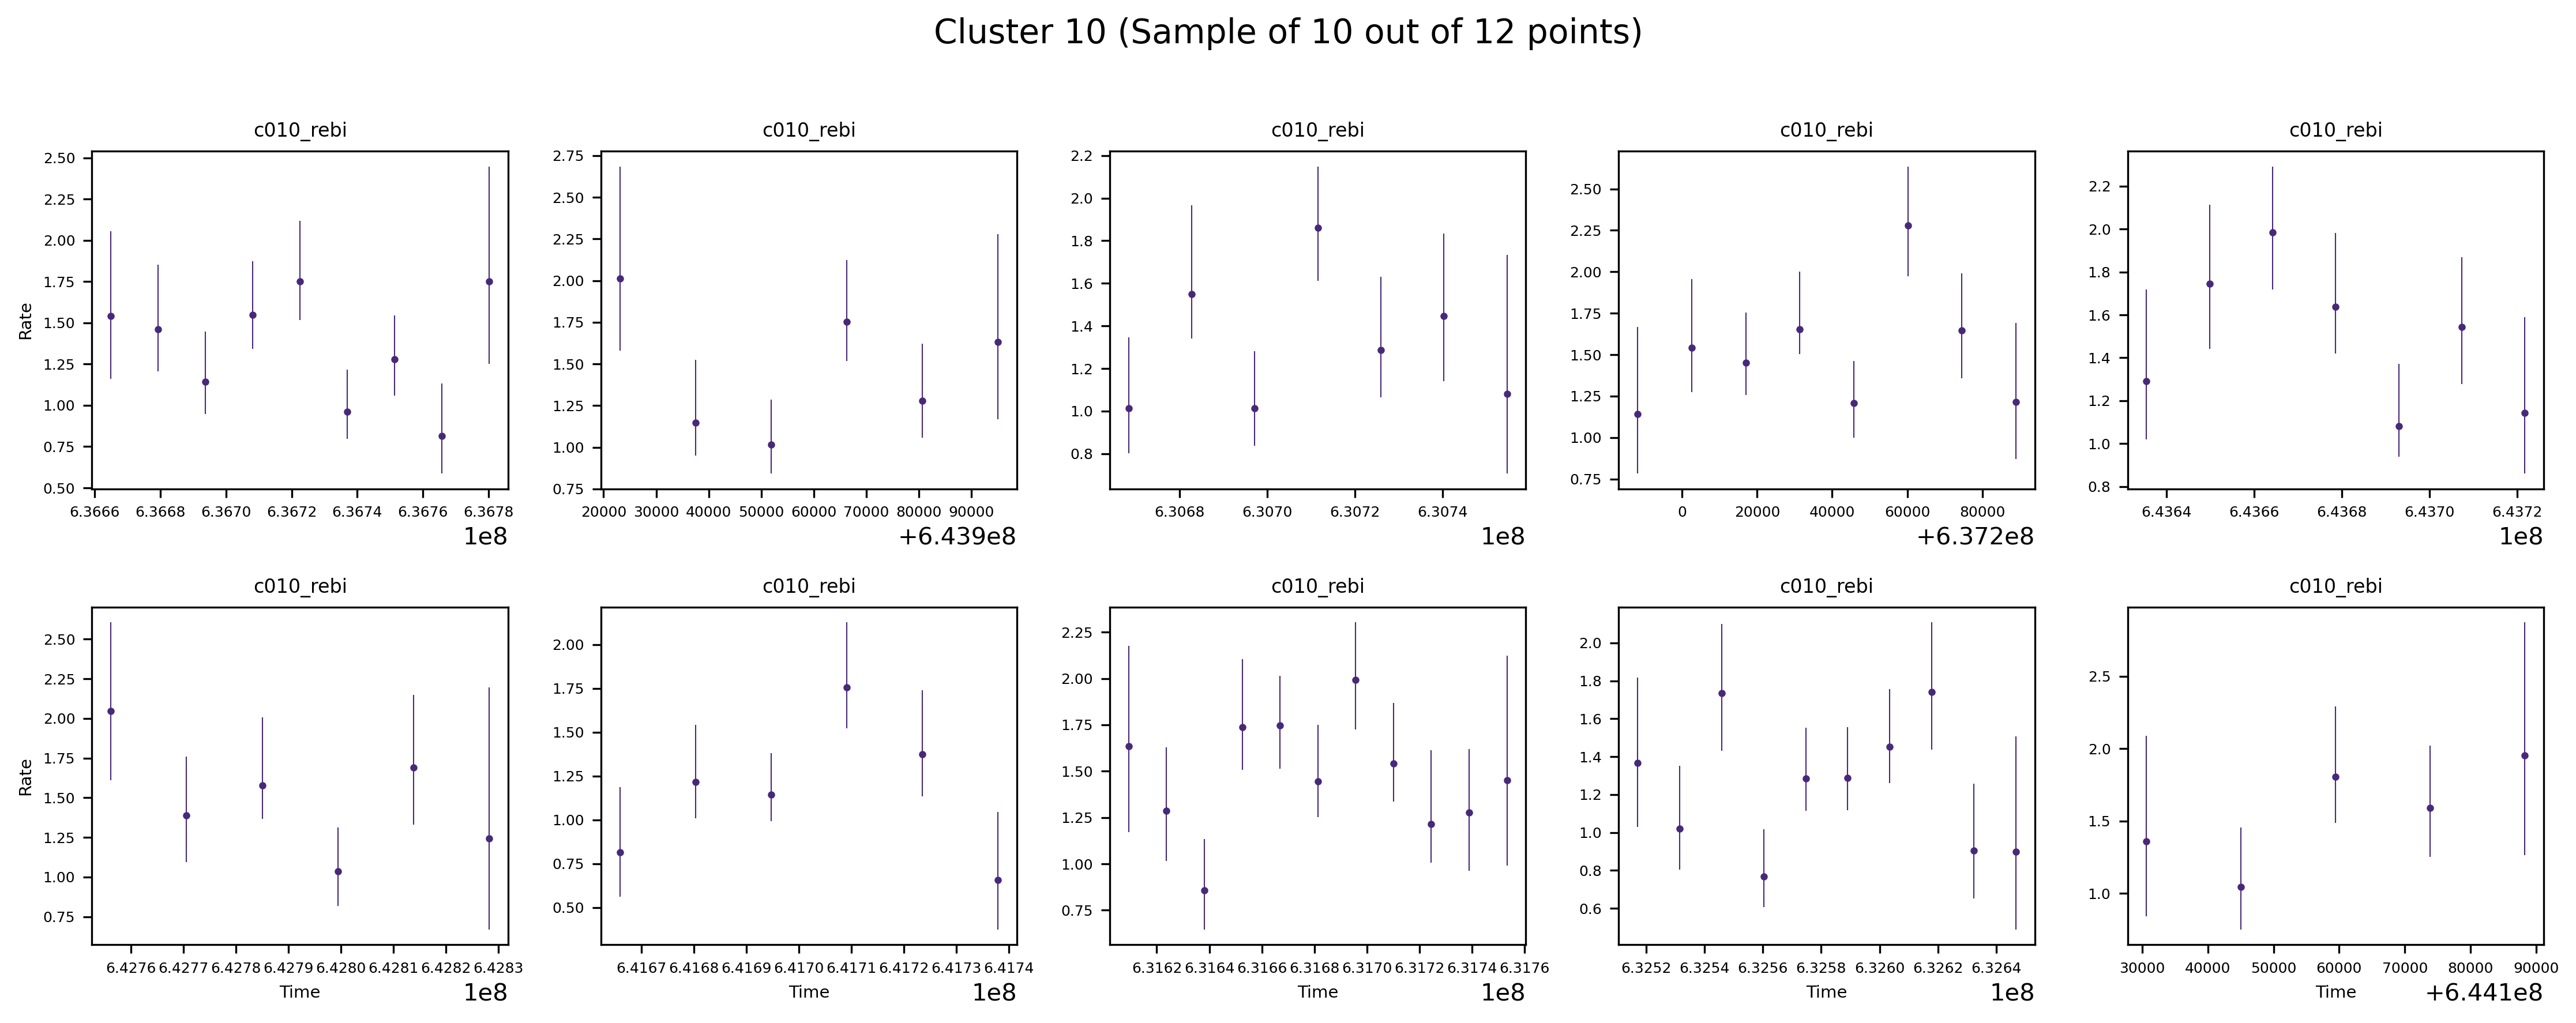 Cluster 10 (Sample of 10 out of 12 points)
c010_rebi c010_rebi c010_rebi c010_rebi c010_rebi
Rate
2.50 2.25 2.00 1.75 1.50 1.25 1.00 0.75 0.50
6.3666 6.3668 6.3670 6.3672 6.3674 6.3676 6.3678
1e8
2.75 2.50 2.25 2.00 1.75 1.50 1.25 1.00 0.75
20000 30000 40000 50000 60000 70000 80000 90000
+6.439e8
2.2 2.0 1.8 1.6 1.4 1.2 1.0 0.8
6.3068 6.3070 6.3072 6.3074
1e8
2.50 2.25 2.00 1.75 1.50 1.25 1.00 0.75
0 20000 40000 60000 80000
+6.372e8
2.2 2.0 1.8 1.6 1.4 1.2 1.0 0.8
6.4364 6.4366 6.4368 6.4370 6.4372
1e8
c010_rebi c010_rebi c010_rebi c010_rebi c010_rebi
Rate
2.50 2.25 2.00 1.75 1.50 1.25 1.00 0.75
6.4276 6.4277 6.4278 6.4279 6.4280 6.4281 6.4282 6.4283
Time 1e8
2.00 1.75 1.50 1.25 1.00 0.75 0.50
6.4167 6.4168 6.4169 6.4170 6.4171 6.4172 6.4173 6.4174
Time 1e8
2.25 2.00 1.75 1.50 1.25 1.00 0.75
6.3162 6.3164 6.3166 6.3168 6.3170 6.3172 6.3174 6.3176
Time 1e8
2.0 1.8 1.6 1.4 1.2 1.0 0.8 0.6
6.3252 6.3254 6.3256 6.3258 6.3260 6.3262 6.3264
Time 1e8
2.5 2.0 1.5 1.0
30000 40000 50000 60000 70000 80000 90000
Time +6.441e8